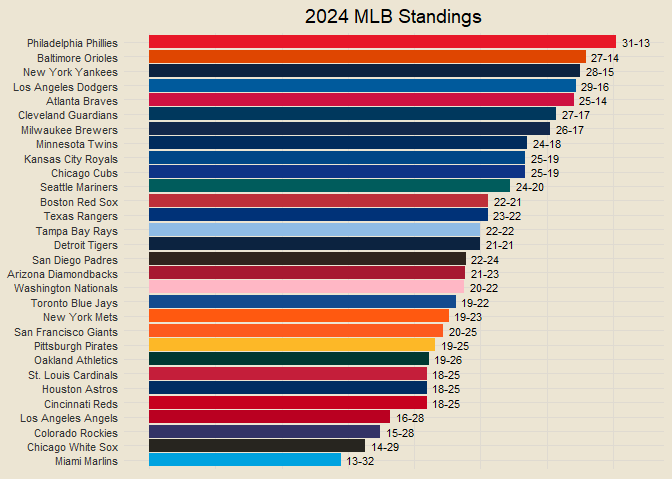 2024 MLB Standings
Philadelphia Phillies 31-13
Baltimore Orioles 27-14
New York Yankees 28-15
Los Angeles Dodgers 29-16
Atlanta Braves 25-14
Cleveland Guardians 27-17
Milwaukee Brewers 26-17
Minnesota Twins 24-18
Kansas City Royals 25-19
Chicago Cubs 25-19
Seattle Mariners 24-20
Boston Red Sox 22-21
Texas Rangers 23-22
Tampa Bay Rays 22-22
Detroit Tigers 21-21
San Diego Padres 22-24
Arizona Diamondbacks 21-23
Washington Nationals 20-22
Toronto Blue Jays 19-22
New York Mets 19-23
San Francisco Giants 20-25
Pittsburgh Pirates 19-25
Oakland Athletics 19-26
St. Louis Cardinals 18-25
Houston Astros 18-25
Cincinnati Reds 18-25
Los Angeles Angels 16-28
Colorado Rockies 15-28
Chicago White Sox 14-29
Miami Marlins 13-32